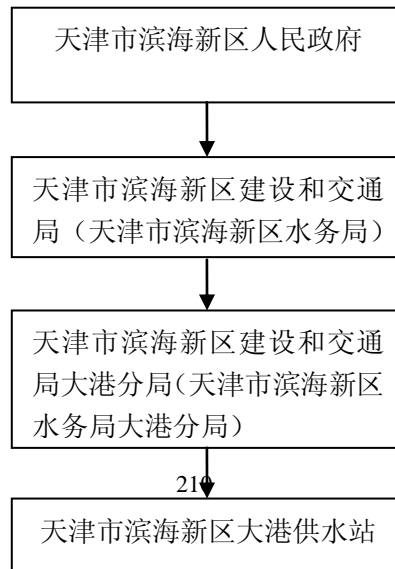 天津市滨海新区人民政府
天津市滨海新区建设和交通
局（天津市滨海新区水务局）
天津市滨海新区建设和交通
局大港分局（天津市滨海新区
水务局大港分局）
天津市滨海新区大港供水站